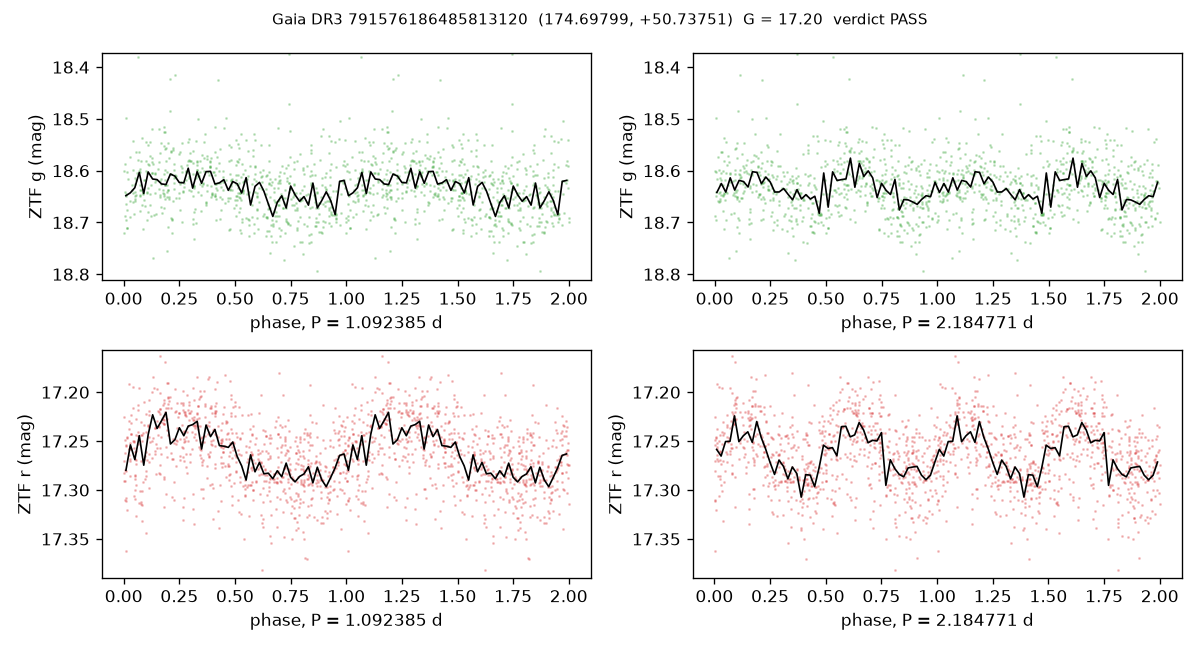 Gaia DR3 791576186485813120 (174.69799, +50.73751) G = 17.20 verdict PASS
ZTF g (mag)
18.4
18.5
18.6
18.7
18.8
0.00 0.25 0.50 0.75 1.00 1.25 1.50 1.75 2.00
phase, P = 1.092385 d
ZTF g (mag)
18.4
18.5
18.6
18.7
18.8
0.00 0.25 0.50 0.75 1.00 1.25 1.50 1.75 2.00
phase, P = 2.184771 d
ZTF r (mag)
17.20
17.25
17.30
17.35
0.00 0.25 0.50 0.75 1.00 1.25 1.50 1.75 2.00
phase, P = 1.092385 d
ZTF r (mag)
17.20
17.25
17.30
17.35
0.00 0.25 0.50 0.75 1.00 1.25 1.50 1.75 2.00
phase, P = 2.184771 d